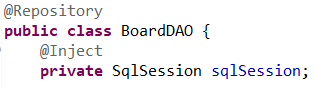 @Repository
public class BoardDAO {
    @Inject
    private SqlSession sqlSession;